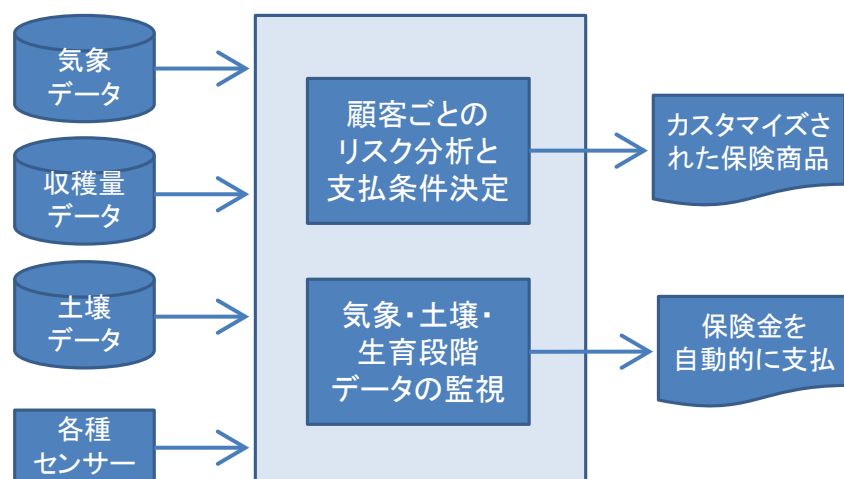 気象
データ
収穫量
データ
土壌
データ
各種
センサー
顧客ごとの
リスク分析と
支払条件決定
気象・土壌・
生育段階
データの監視
カスタマイズさ
れた保険商品
保険金を
自動的に支払